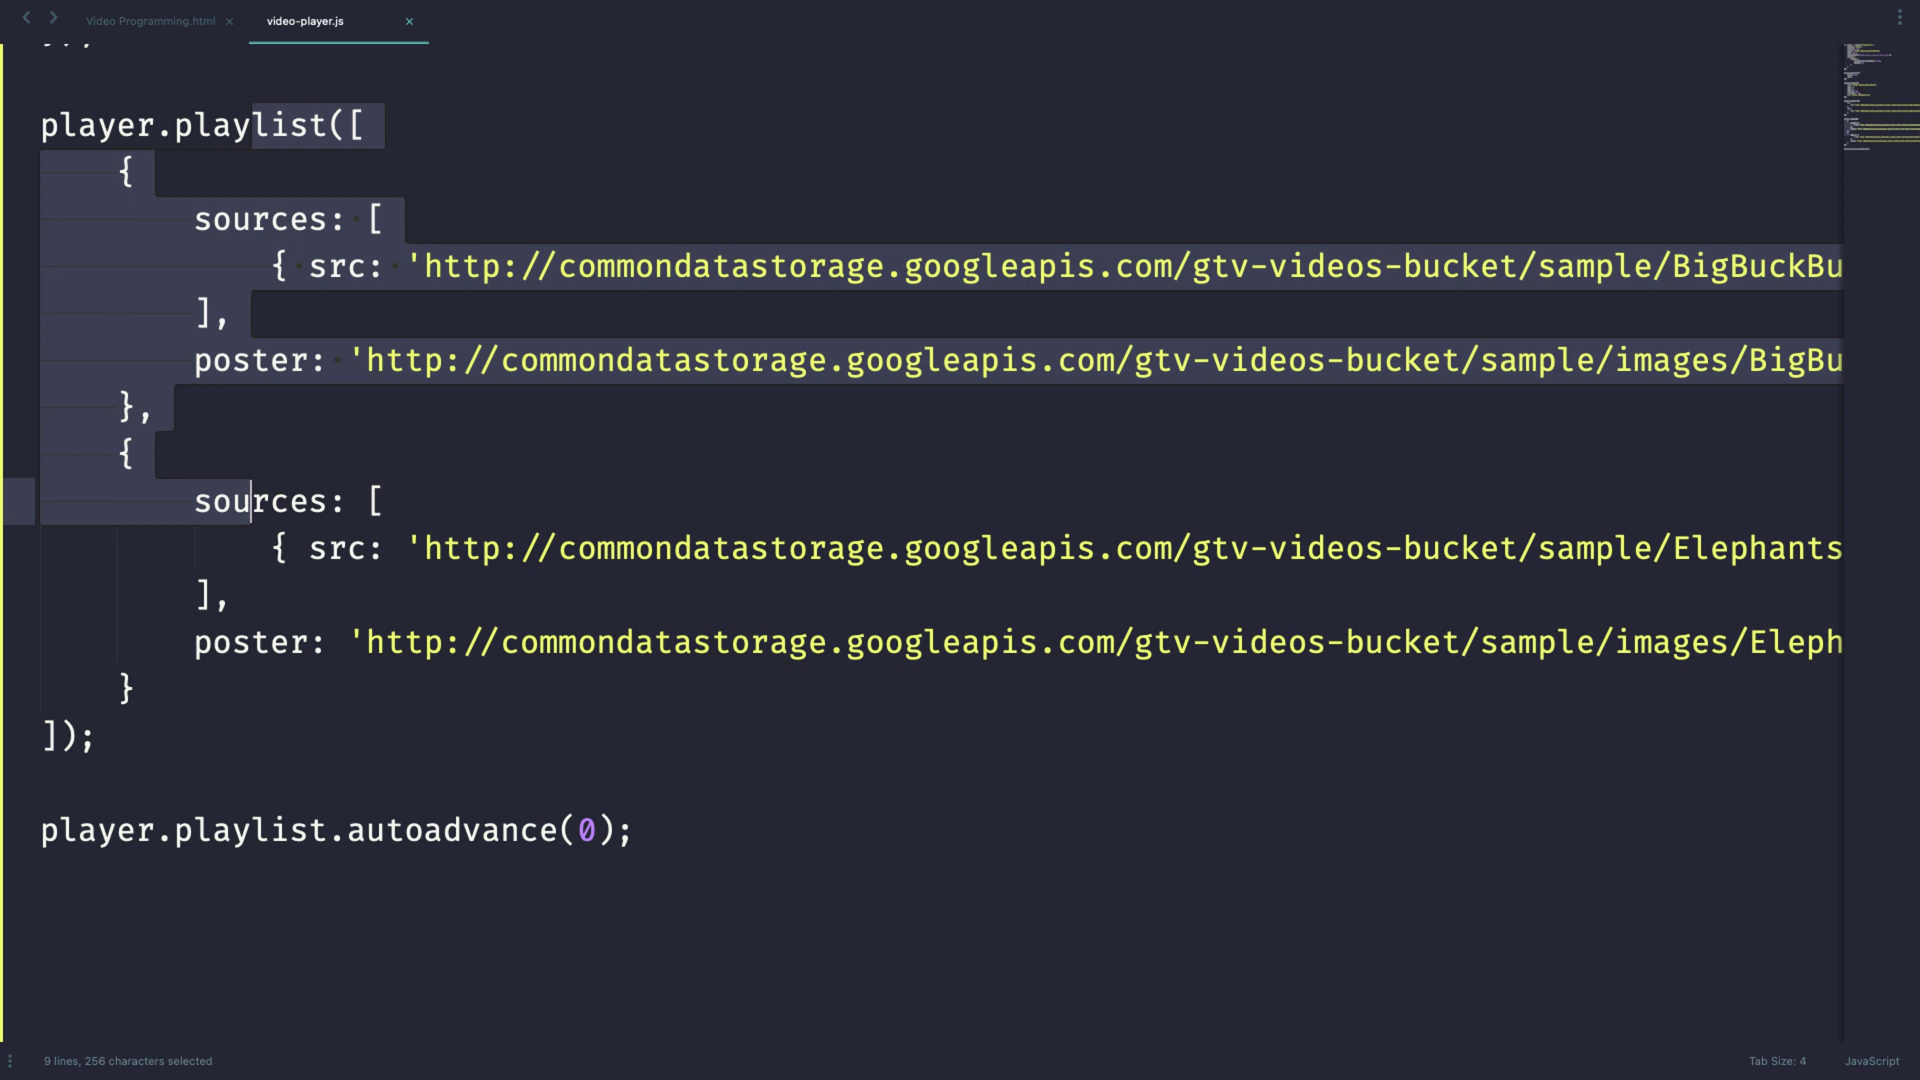 Video Programming.html
video-player.js
player.playlist([
{
sources: [
{ src: 'http://commondatastorage.googleapis.com/gtv-videos-bucket/sample/BigBuckBu
],
poster: 'http://commondatastorage.googleapis.com/gtv-videos-bucket/sample/images/BigBu
},
{
sources: [
{ src: 'http://commondatastorage.googleapis.com/gtv-videos-bucket/sample/Elephants
],
poster: 'http://commondatastorage.googleapis.com/gtv-videos-bucket/sample/images/Eleph
}
]);
player.playlist.autoadvance(0);
9 lines, 256 characters selected
Tab Size: 4
JavaScript